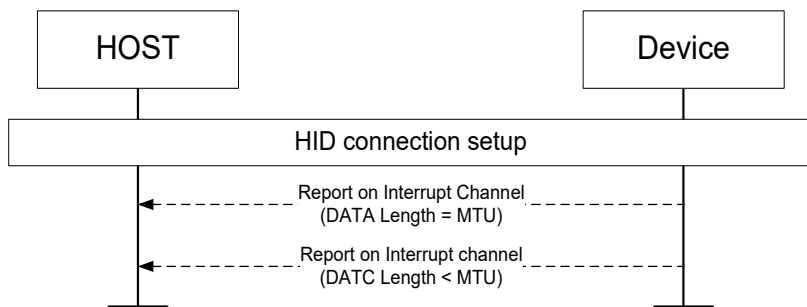 HOST
Device
HID connection setup
Report on Interrupt Channel
(DATA Length = MTU)
Report on Interrupt channel
(DATC Length < MTU)